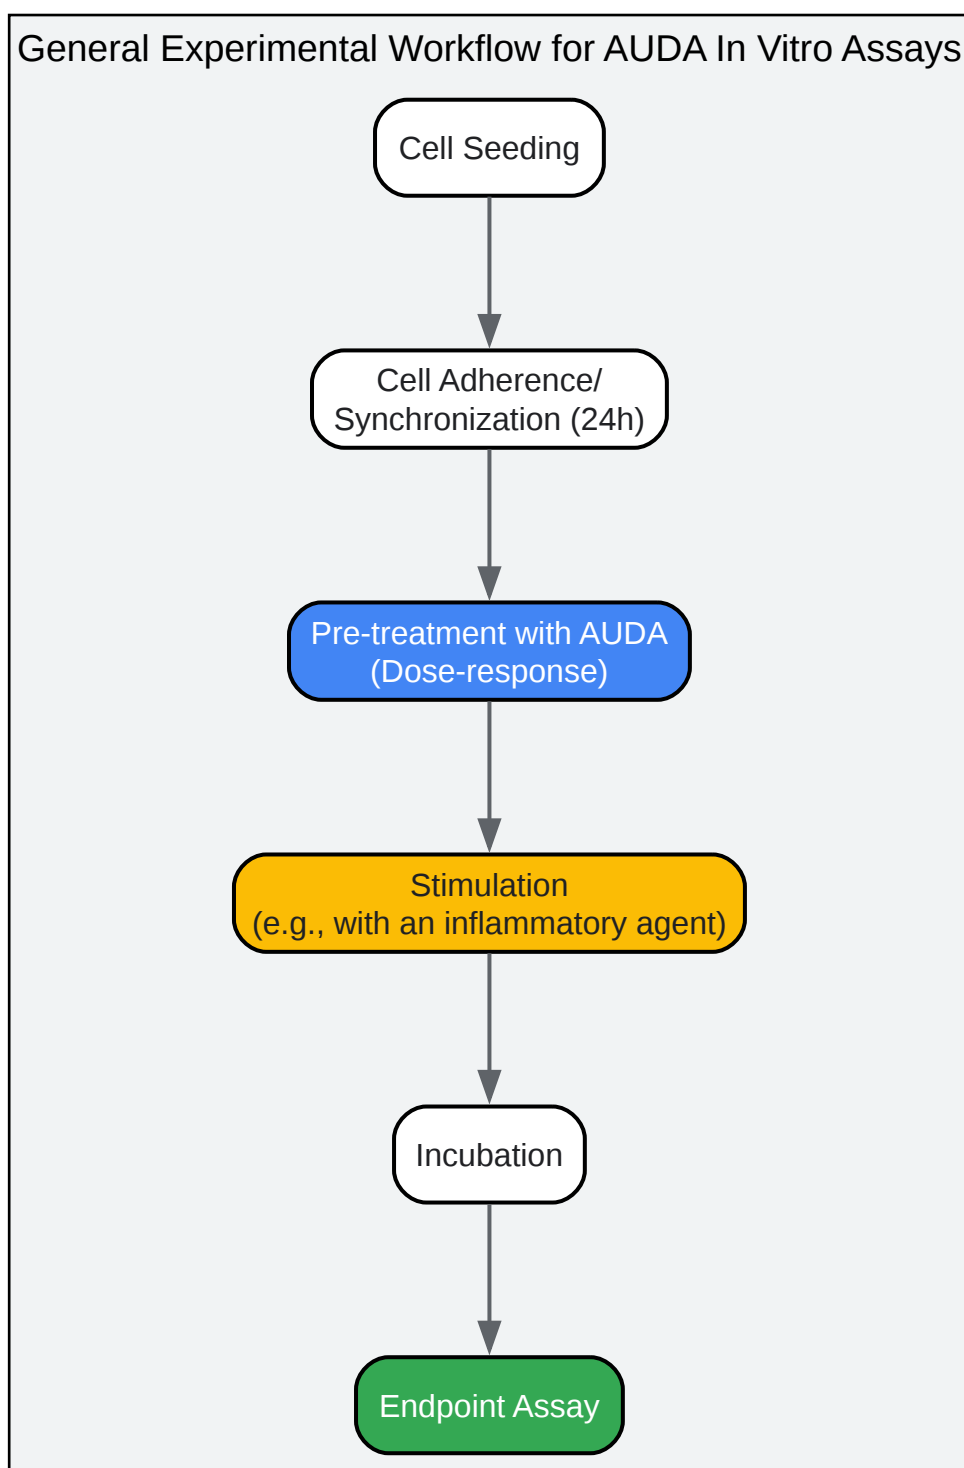 General Experimental Workflow for AUDA In Vitro Assays
Cell Seeding
Cell Adherence/
Synchronization (24h)
Pre-treatment with AUDA
(Dose-response)
Stimulation
(e.g., with an inflammatory agent)
Incubation
Endpoint Assay